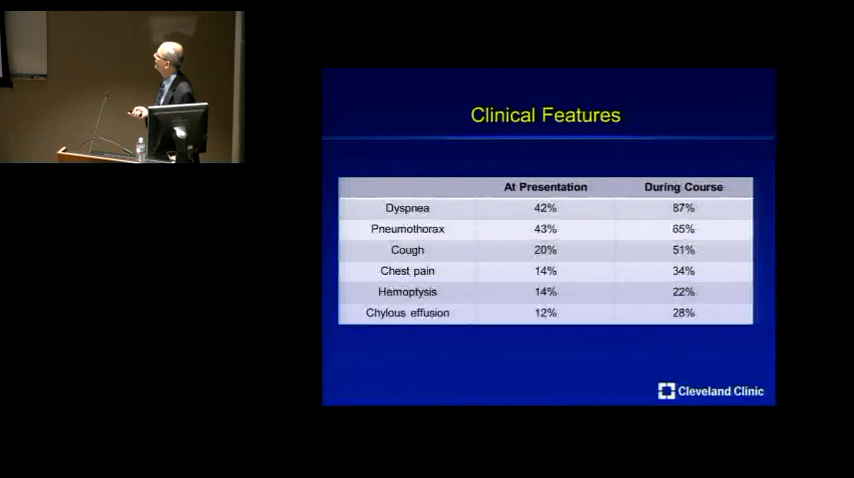 Clinical Features
At Presentation During Course
Dyspnea 42% 87%
Pneumothorax 43% 65%
Cough 20% 51%
Chest pain 14% 34%
Hemoptysis 14% 22%
Chylous effusion 12% 28%
Cleveland Clinic